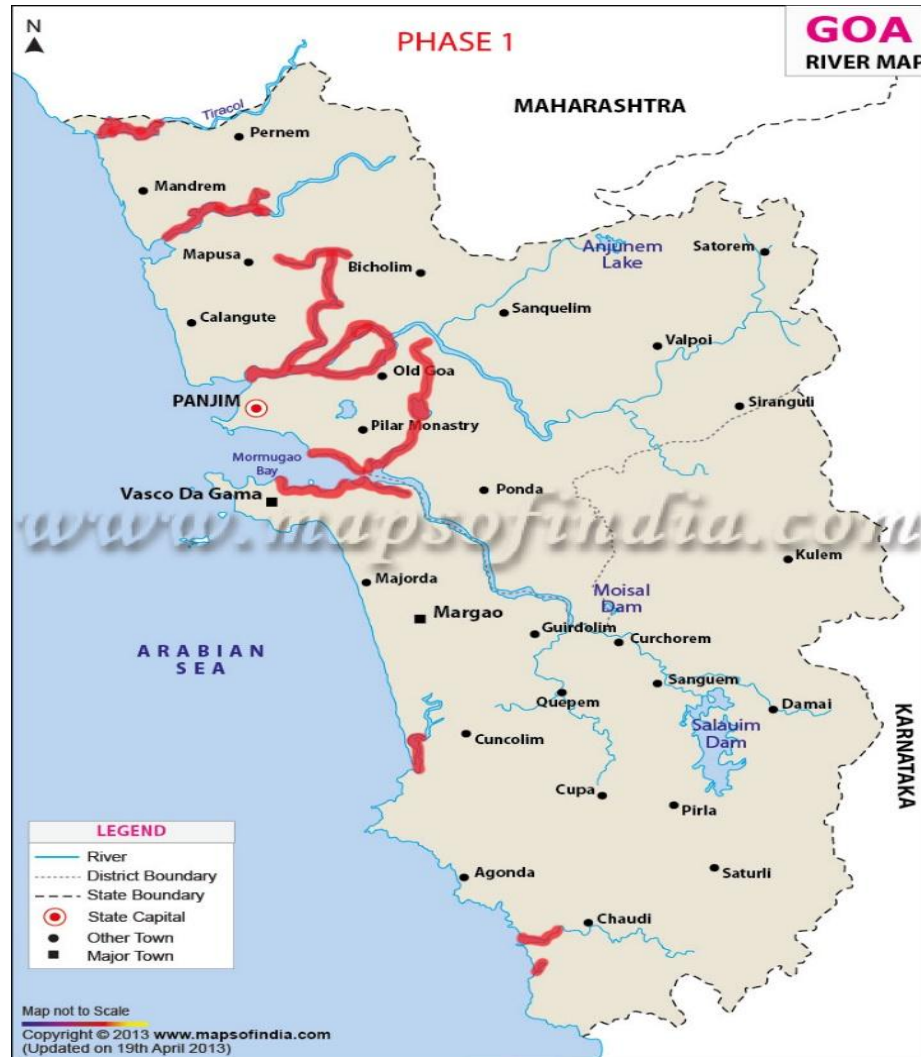 N
PHASE 1
GOA
RIVER MAP
MAHARASHTRA
Tiracol
Pernem
Mandrem
Mapusa
Bicholim
Anjunem
Lake
Satorem
Calangute
Sanquelim
Valpoi
Old Goa
PANJIM
Siranguli
Pilar Monastry
Mormugao
Bay
Vasco Da Gama
Ponda
www.mapsofindia.com
Kulem
Majorda
Moisal
Dam
Margao
Guirdolim
Curchorem
ARABIAN
SEA
Sanguem
Quepem
Damai
Salauim
Dam
KARNATAKA
Cuncolim
Cupa
Pirla
LEGEND
River
District Boundary
State Boundary
State Capital
Other Town
Major Town
Agonda
Saturli
Chaudi
Map not to Scale
Copyright © 2013 www.mapsofindia.com
(Updated on 19th April 2013)